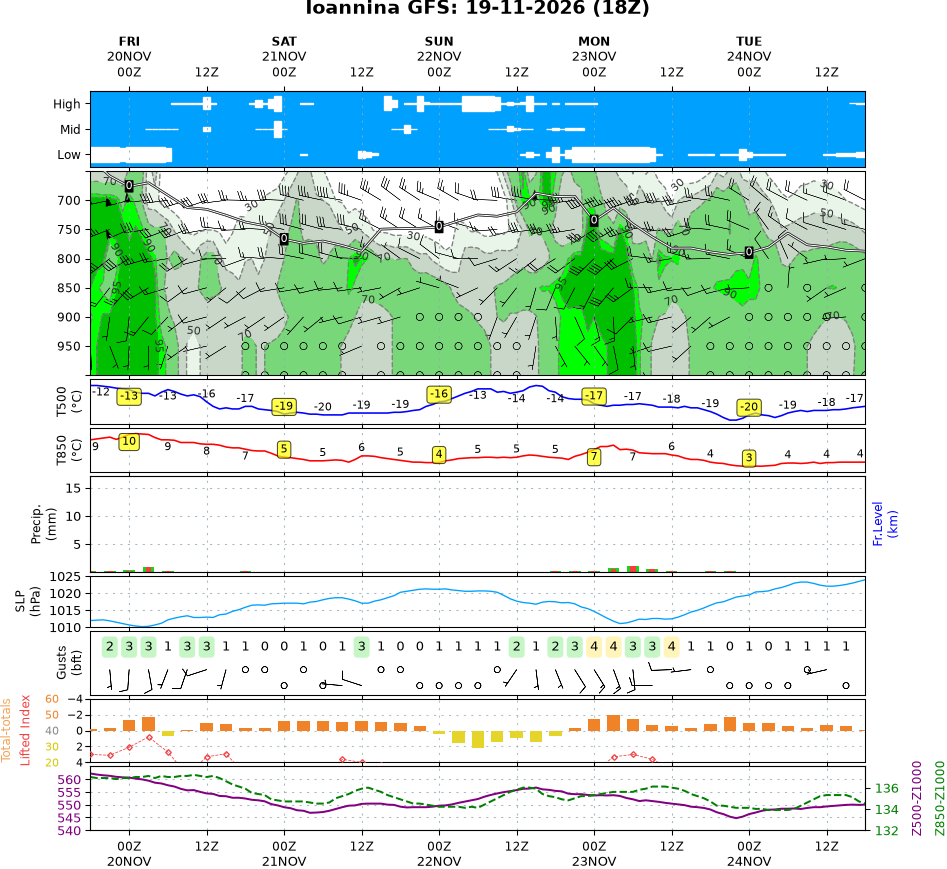 Ioannina GFS: 19-11-2026 (18Z)
FRI SAT SUN MON TUE
20NOV 21NOV 22NOV 23NOV 24NOV
00Z 12Z 00Z 12Z 00Z 12Z 00Z 12Z 00Z 12Z
High
Mid
Low
700
750
800
850
900
950
T500
(°C)
-12 -13 -13 -16 -17 -19 -20 -19 -19 -16 -13 -14 -14 -17 -17 -18 -19 -20 -19 -18 -17
T850
(°C)
9 10 9 8 7 5 5 6 5 4 5 5 5 7 7 6 4 3 4 4 4
Precip.
(mm)
15
10
5
Fr.Level
(km)
SLP
(hPa)
1025
1020
1015
1010
Gusts
(bft)
2 3 3 1 3 3 1 1 0 0 1 0 1 3 1 0 0 1 1 1 1 2 1 2 3 4 4 3 3 4 1 1 0 1 0 1 1 1 1
Total-totals
Lifted Index
60 −4
50 −2
40 0
30 2
20 4
560
555
550
545
540
136
134
132
Z500-Z1000
Z850-Z1000
00Z 12Z 00Z 12Z 00Z 12Z 00Z 12Z 00Z 12Z
20NOV 21NOV 22NOV 23NOV 24NOV